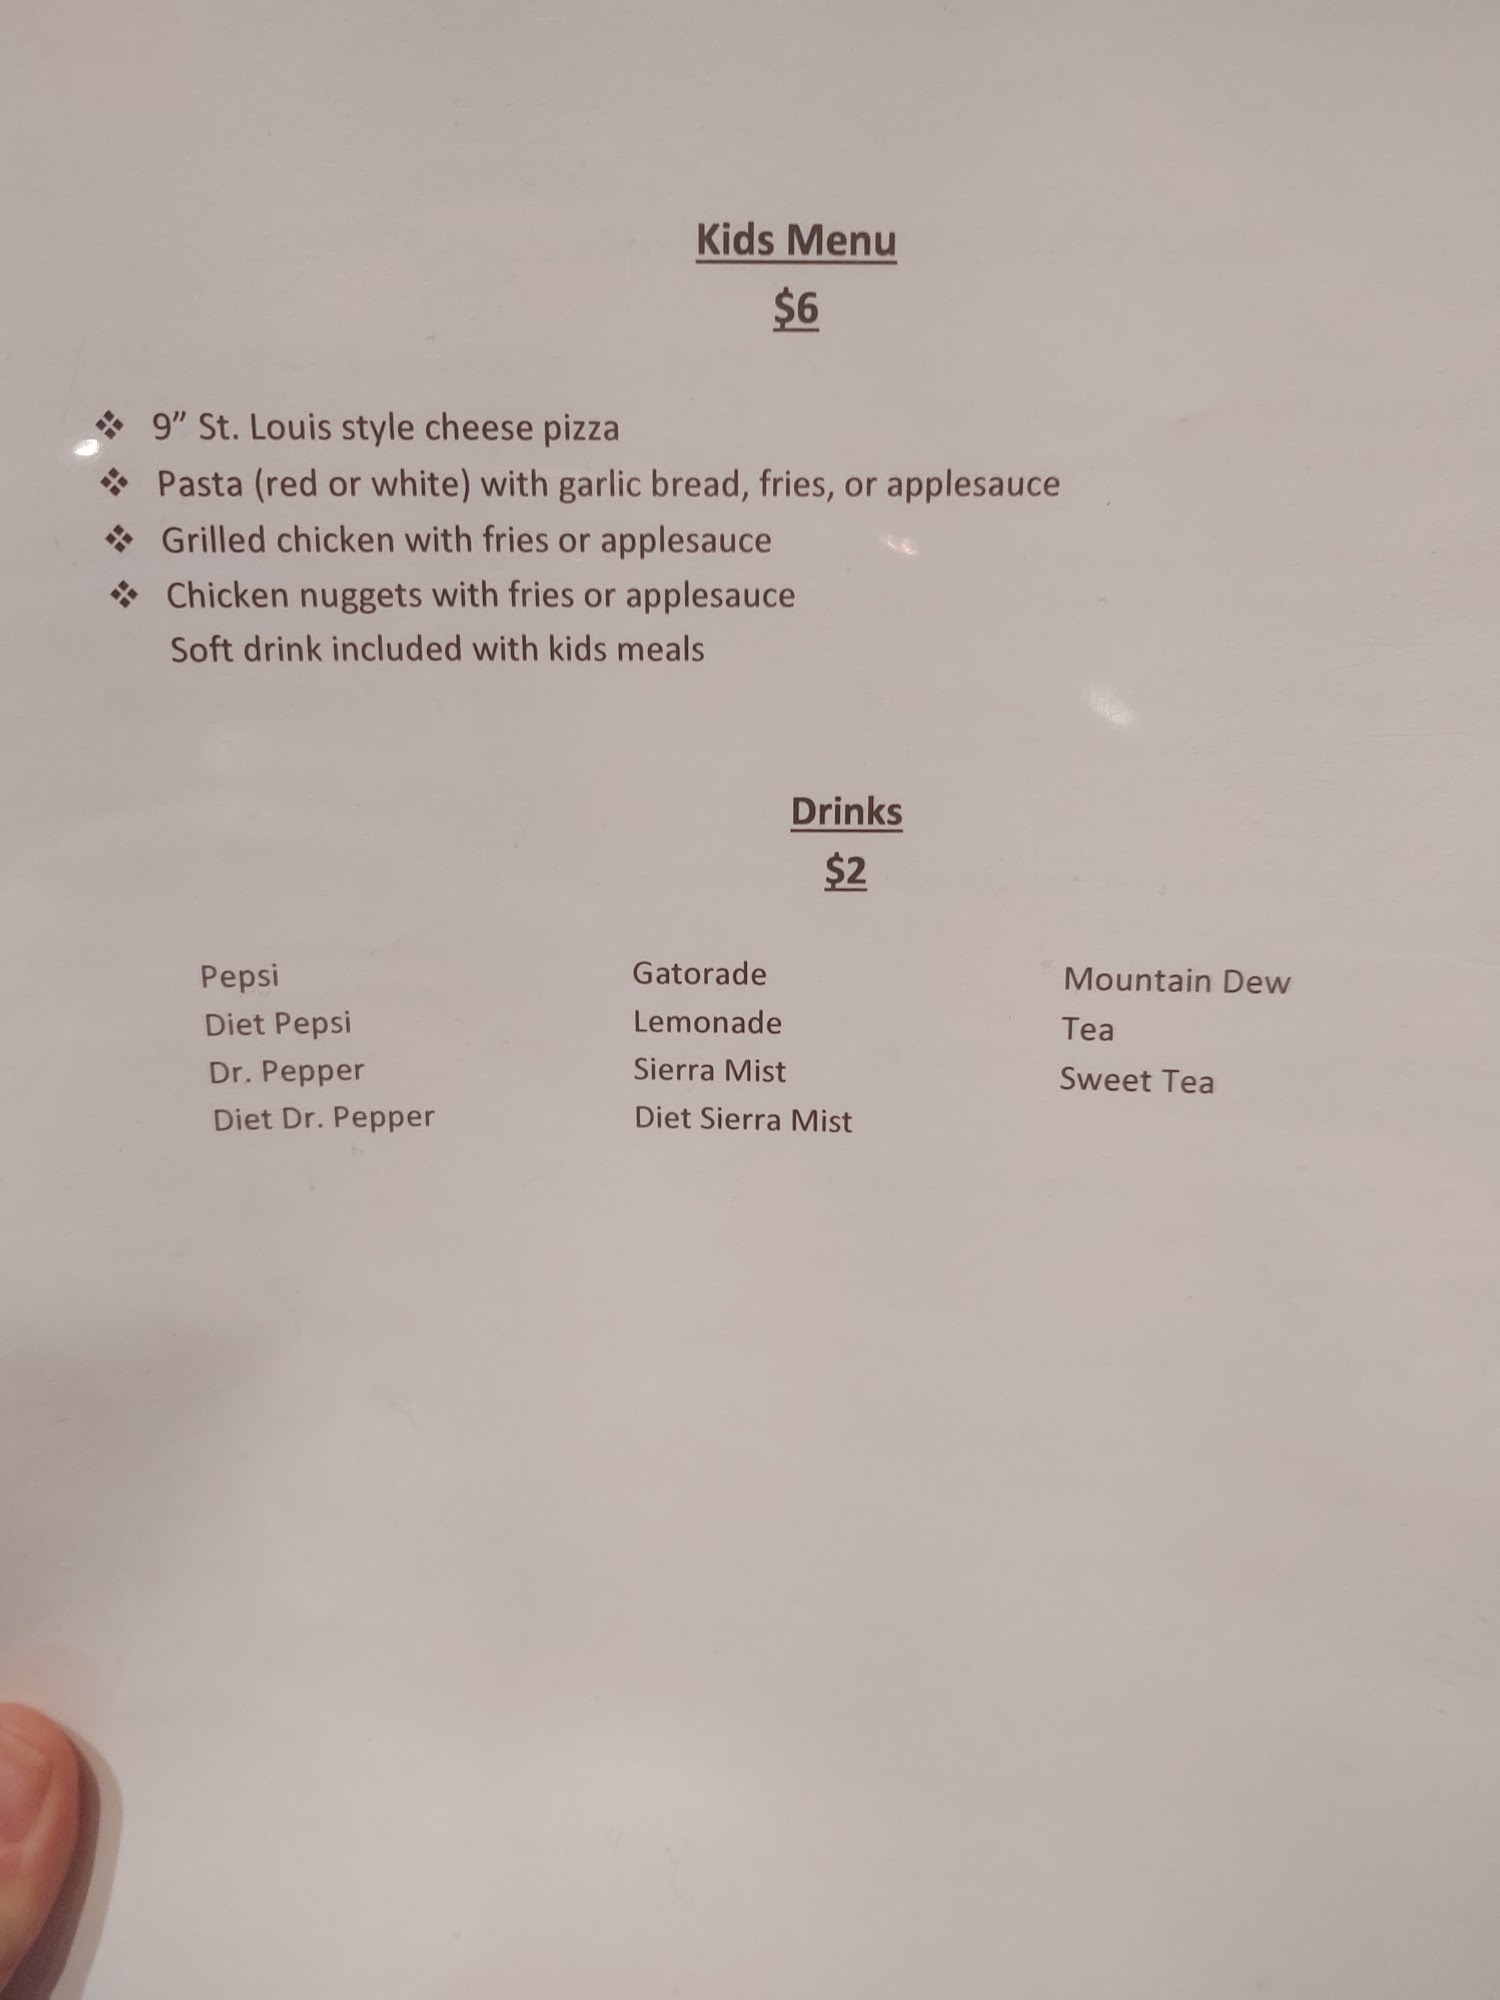 Kids Menu
$6
❖ 9” St. Louis style cheese pizza
❖ Pasta (red or white) with garlic bread, fries, or applesauce
❖ Grilled chicken with fries or applesauce
❖ Chicken nuggets with fries or applesauce
Soft drink included with kids meals
Drinks
$2
Pepsi
Diet Pepsi
Dr. Pepper
Diet Dr. Pepper
Gatorade
Lemonade
Sierra Mist
Diet Sierra Mist
Mountain Dew
Tea
Sweet Tea